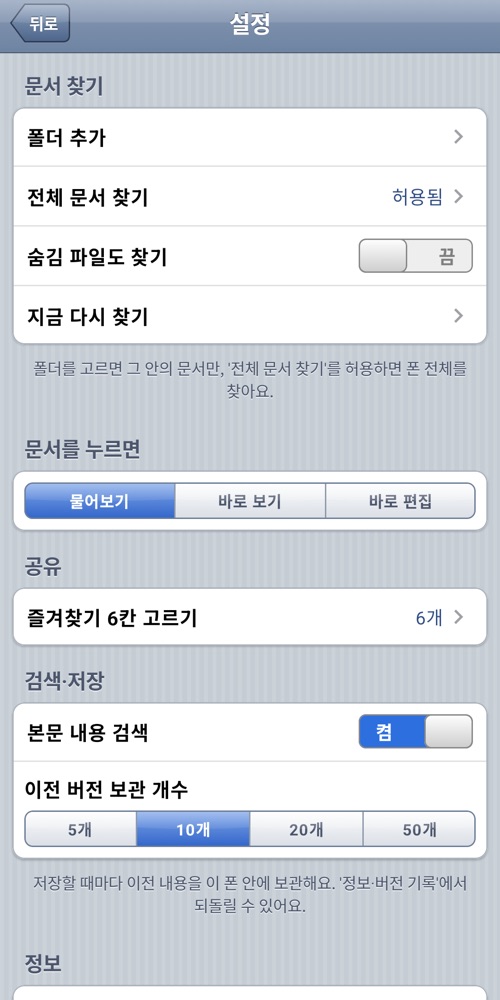 뒤로
설정
문서 찾기
폴더 추가
전체 문서 찾기 허용됨
숨김 파일도 찾기 끔
지금 다시 찾기
폴더를 고르면 그 안의 문서만, '전체 문서 찾기'를 허용하면 폰 전체를
찾아요.
문서를 누르면
물어보기 바로 보기 바로 편집
공유
즐겨찾기 6칸 고르기 6개
검색·저장
본문 내용 검색 켬
이전 버전 보관 개수
5개 10개 20개 50개
저장할 때마다 이전 내용을 이 폰 안에 보관해요. '정보·버전 기록'에서
되돌릴 수 있어요.
정보